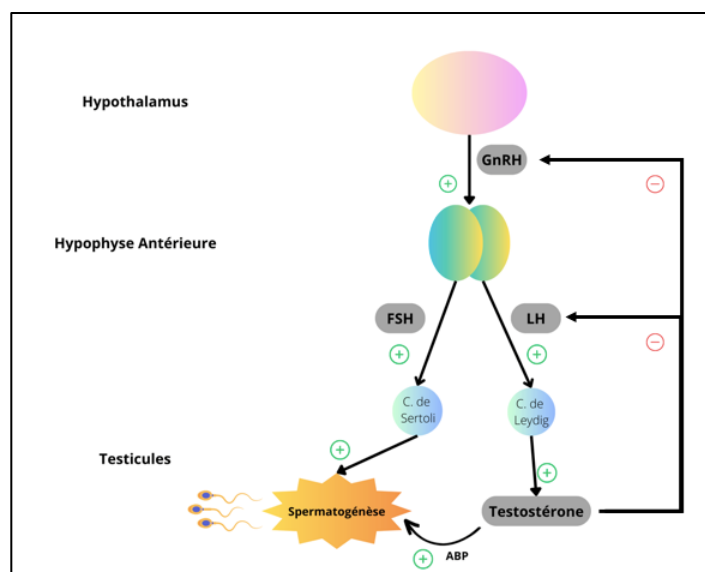 Hypothalamus
GnRH
+
−
Hypophyse Antérieure
FSH
LH
+
+
−
C. de
Sertoli
C. de
Leydig
Testicules
+
+
Spermatogénèse
Testostérone
ABP
+